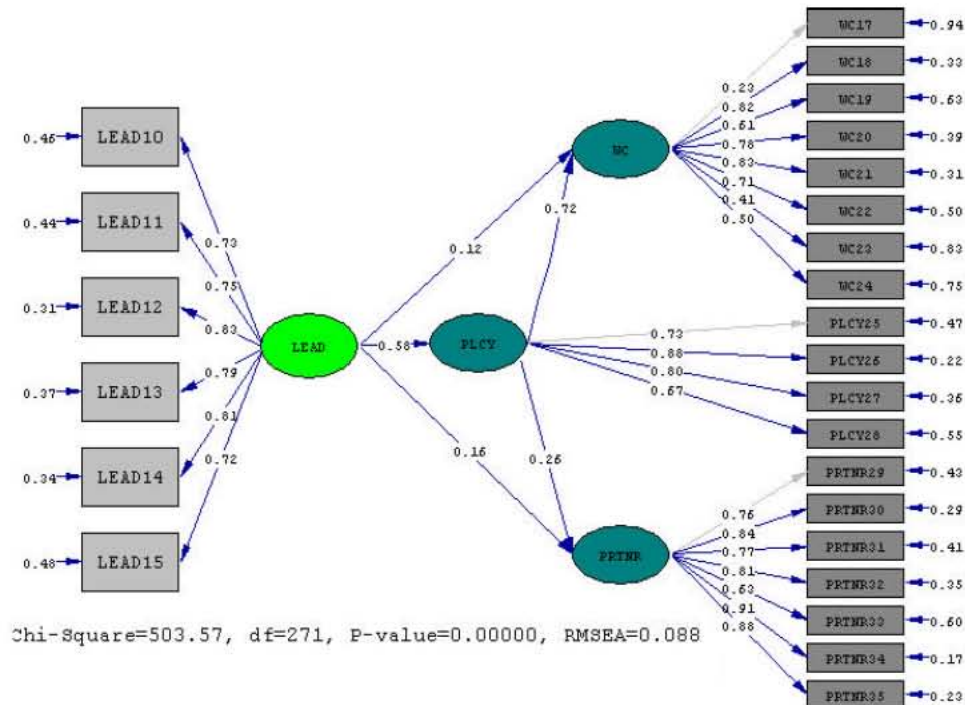 WC17
0.94
WC18
0.33
WC19
0.63
WC20
0.39
WC21
0.31
WC22
0.50
WC23
0.83
WC24
0.75
PLCY25
0.47
PLCY26
0.22
PLCY27
0.36
PLCY28
0.55
PRTNR29
0.43
PRTNR30
0.29
PRTNR31
0.41
PRTNR32
0.35
PRTNR33
0.60
PRTNR34
0.17
PRTNR35
0.23
0.46
LEAD10
0.44
LEAD11
0.31
LEAD12
0.37
LEAD13
0.34
LEAD14
0.48
LEAD15
0.73
0.75
0.83
0.79
0.81
0.72
LEAD
0.12
0.58
0.16
PLCY
0.72
0.26
WC
0.23
0.82
0.61
0.78
0.83
0.71
0.41
0.50
0.73
0.88
0.80
0.67
PRTNR
0.76
0.84
0.77
0.81
0.63
0.91
0.88
Chi-Square=503.57, df=271, P-value=0.00000, RMSEA=0.088